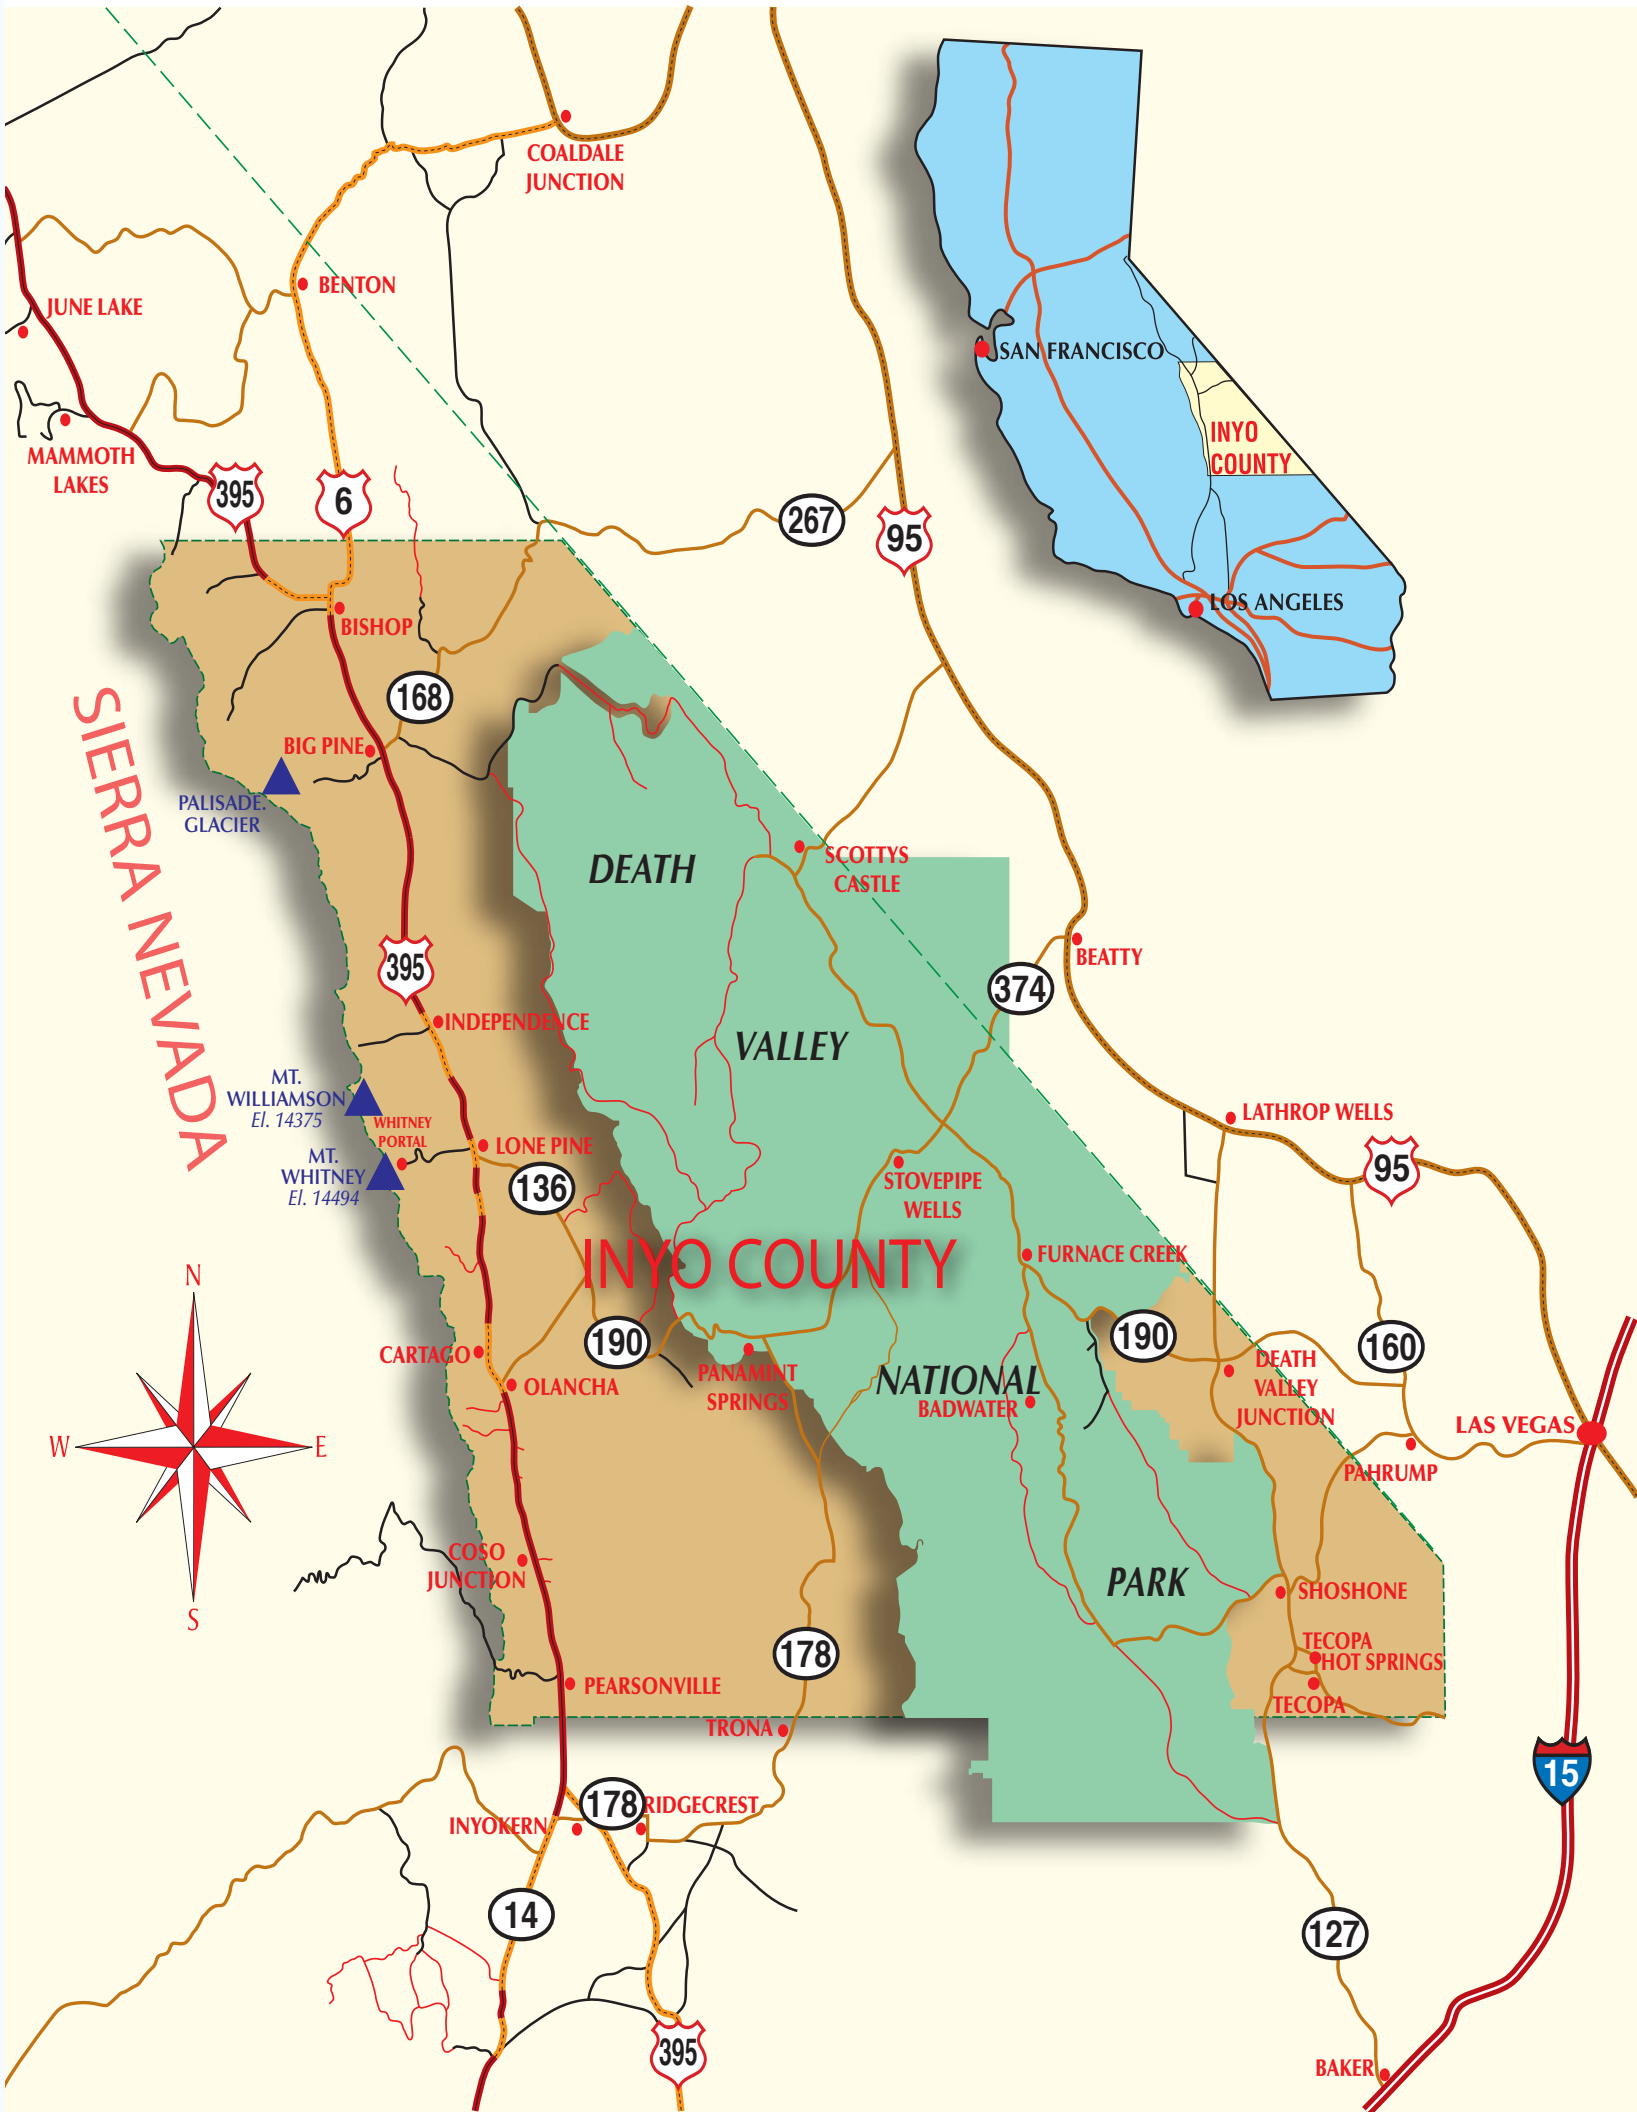 COALDALE
JUNCTION
BENTON
JUNE LAKE
SAN FRANCISCO
MAMMOTH
LAKES
INYO
COUNTY
395
6
267
95
LOS ANGELES
BISHOP
168
SIERRA NEVADA
BIG PINE
PALISADE.
GLACIER
DEATH
SCOTTYS
CASTLE
BEATTY
395
374
INDEPENDENCE
VALLEY
MT.
WILLIAMSON
El. 14375
WHITNEY
PORTAL
LATHROP WELLS
LONE PINE
MT.
WHITNEY
El. 14494
136
95
STOVEPIPE
WELLS
INYO COUNTY
FURNACE CREEK
N
190
190
160
CARTAGO
OLANCHA
PANAMINT
SPRINGS
NATIONAL
BADWATER
DEATH
VALLEY
JUNCTION
LAS VEGAS
W
E
PAHRUMP
COSO
JUNCTION
PARK
SHOSHONE
S
178
TECOPA
HOT SPRINGS
PEARSONVILLE
TECOPA
TRONA
15
178
RIDGECREST
INYOKERN
14
127
395
BAKER